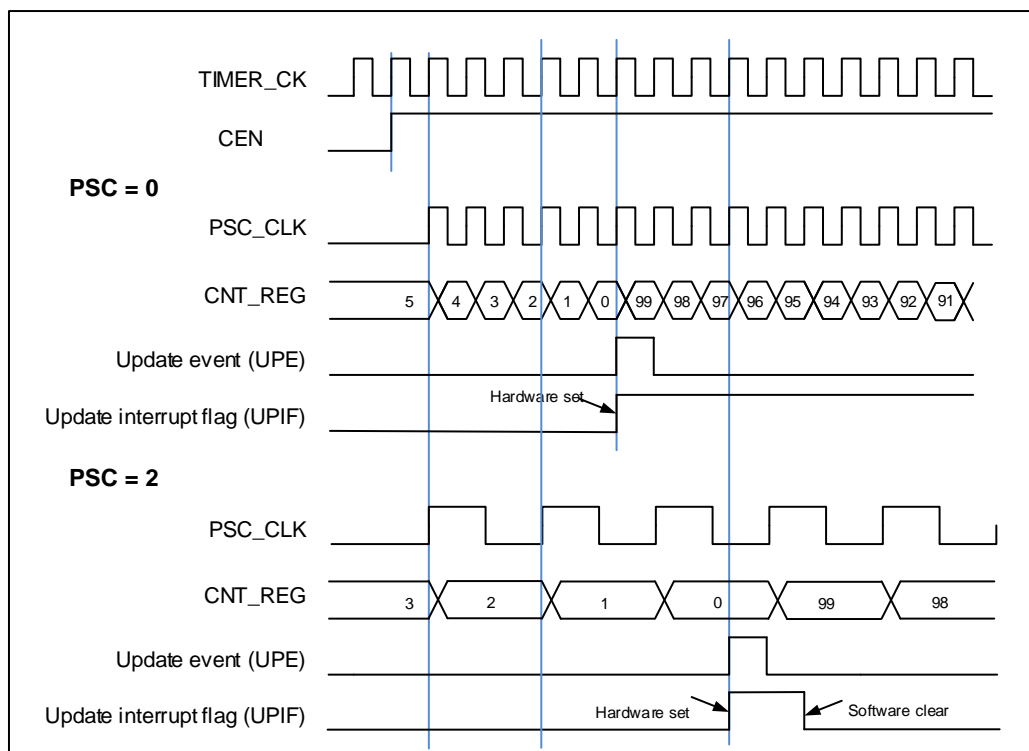 TIMER_CK
CEN
PSC = 0
PSC_CLK
CNT_REG 5 4 3 2 1 0 99 98 97 96 95 94 93 92 91
Update event (UPE)
Hardware set
Update interrupt flag (UPIF)
PSC = 2
PSC_CLK
CNT_REG 3 2 1 0 99 98
Update event (UPE)
Update interrupt flag (UPIF) Hardware set Software clear